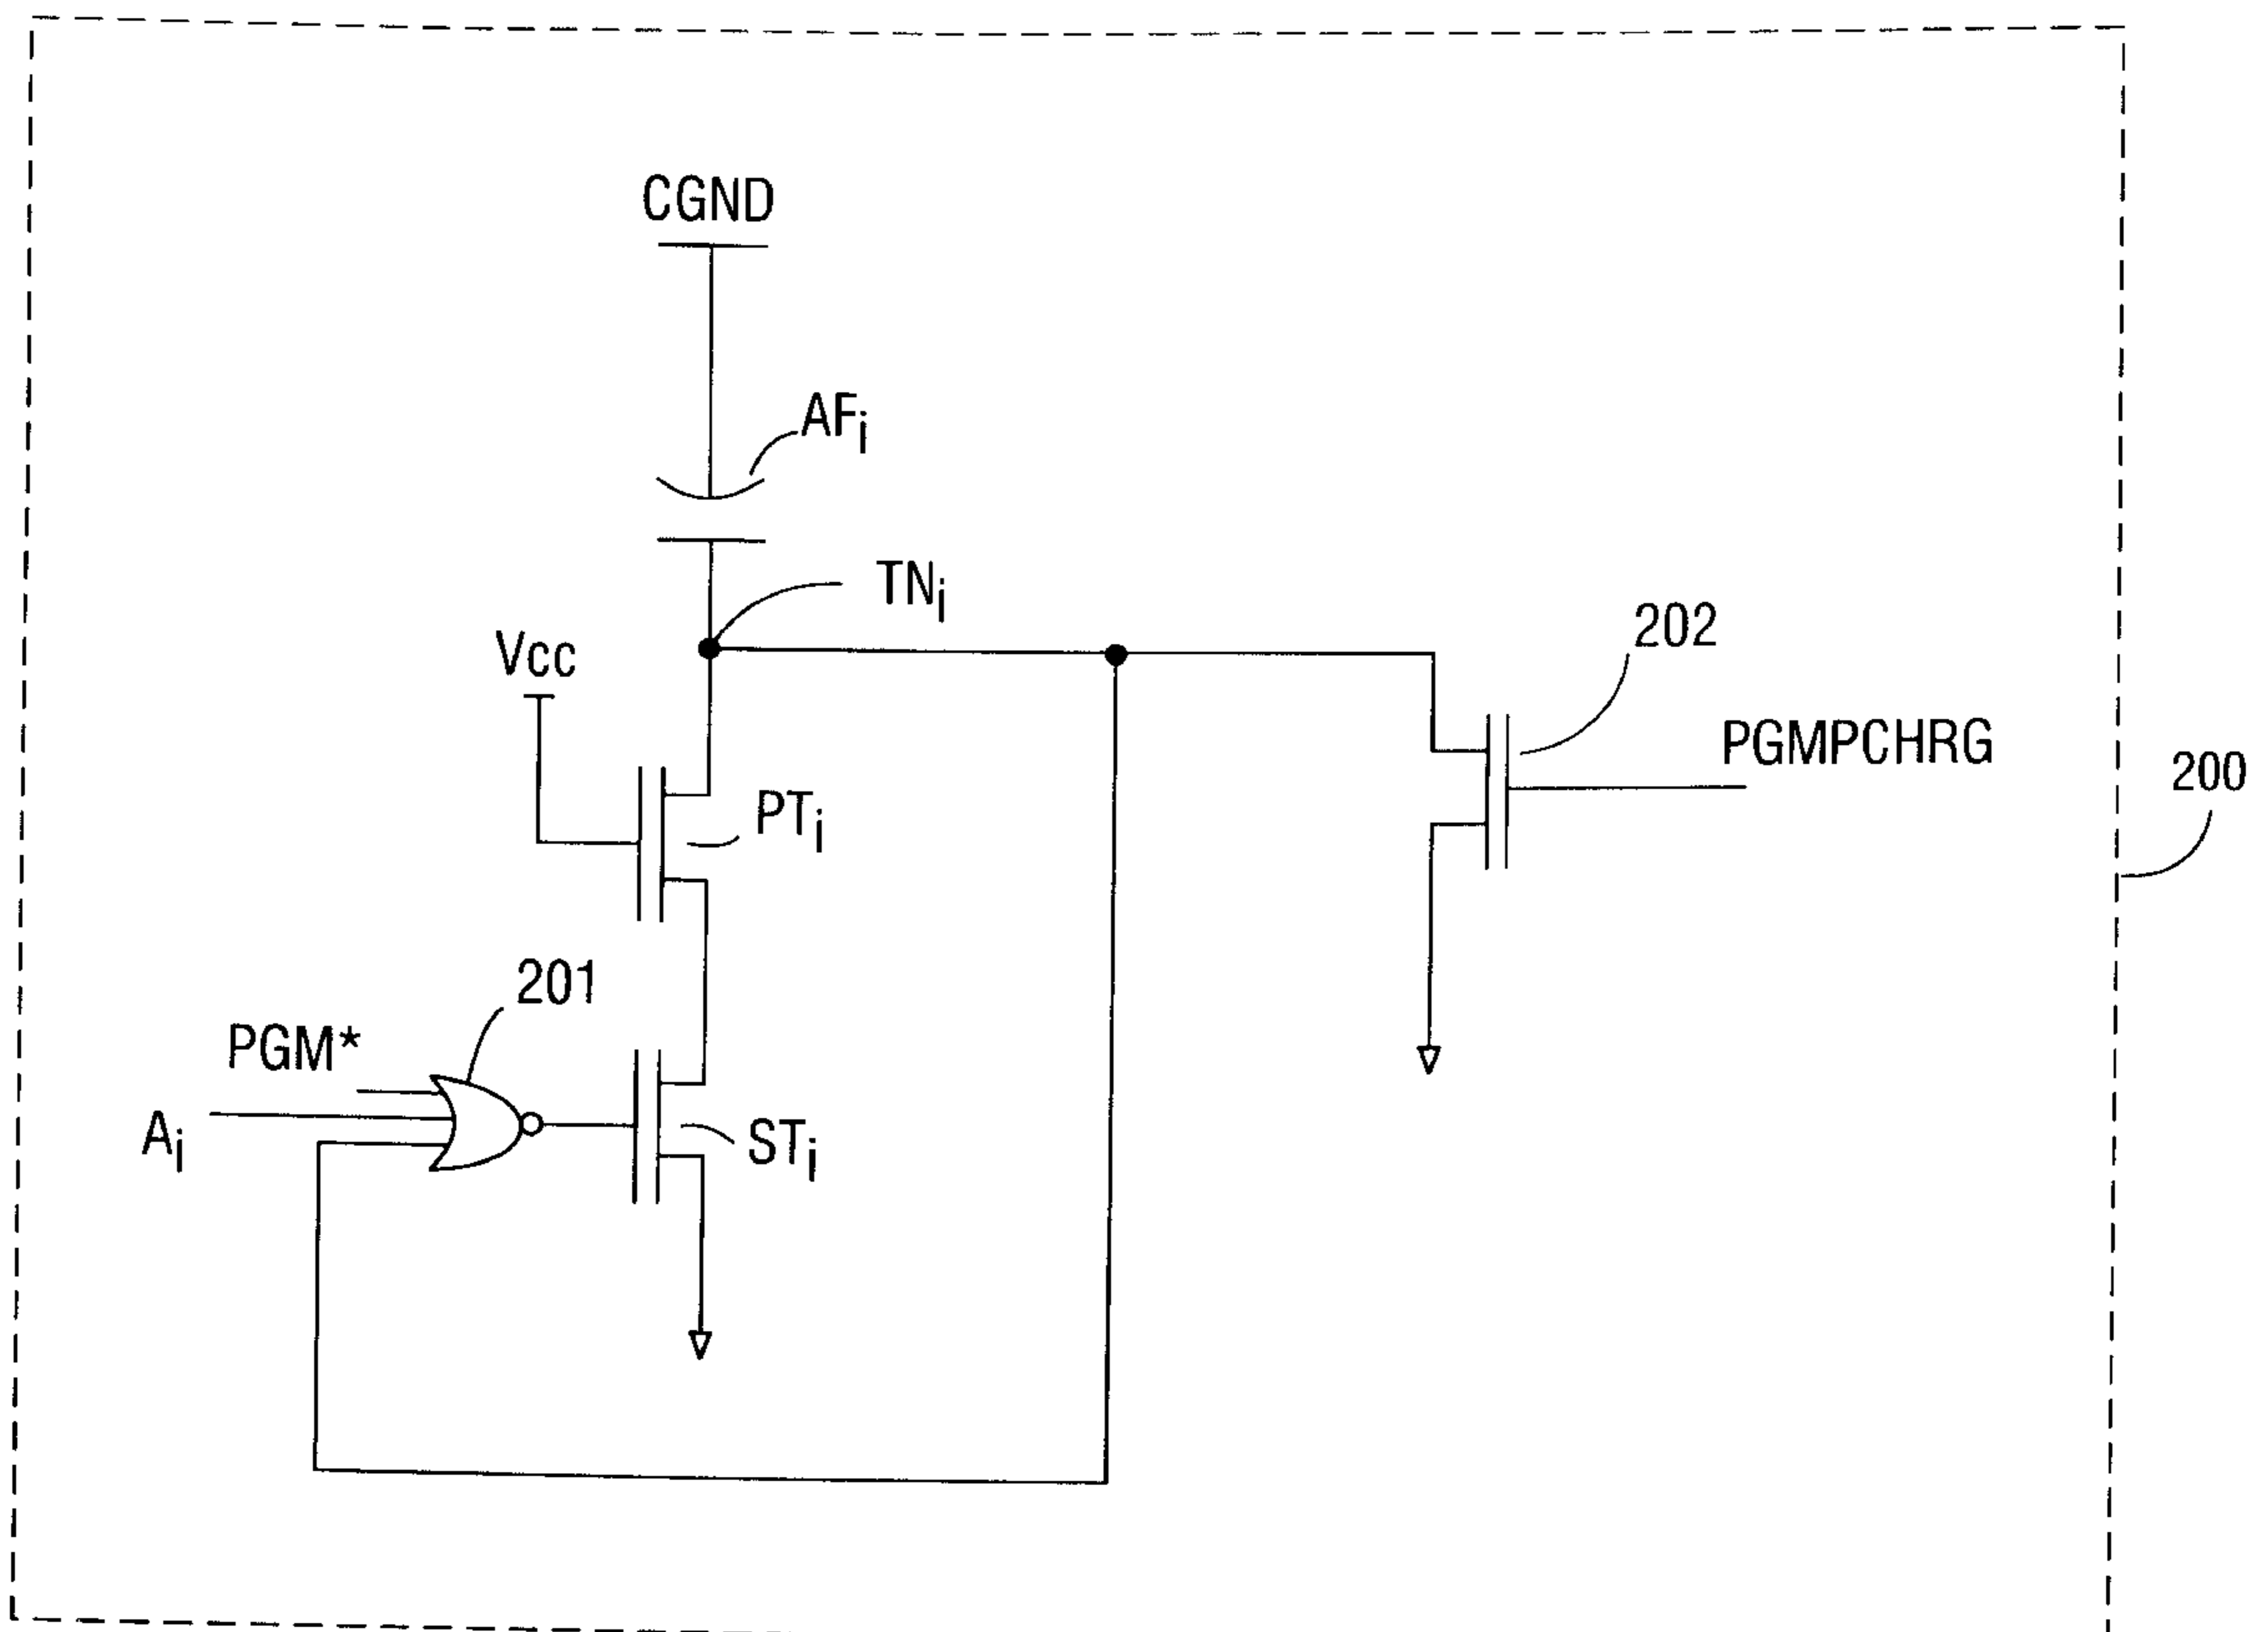 CGND
AFi
TNi
Vcc
202
PGMPCHRG
200
PTi
201
PGM*
Ai
STi